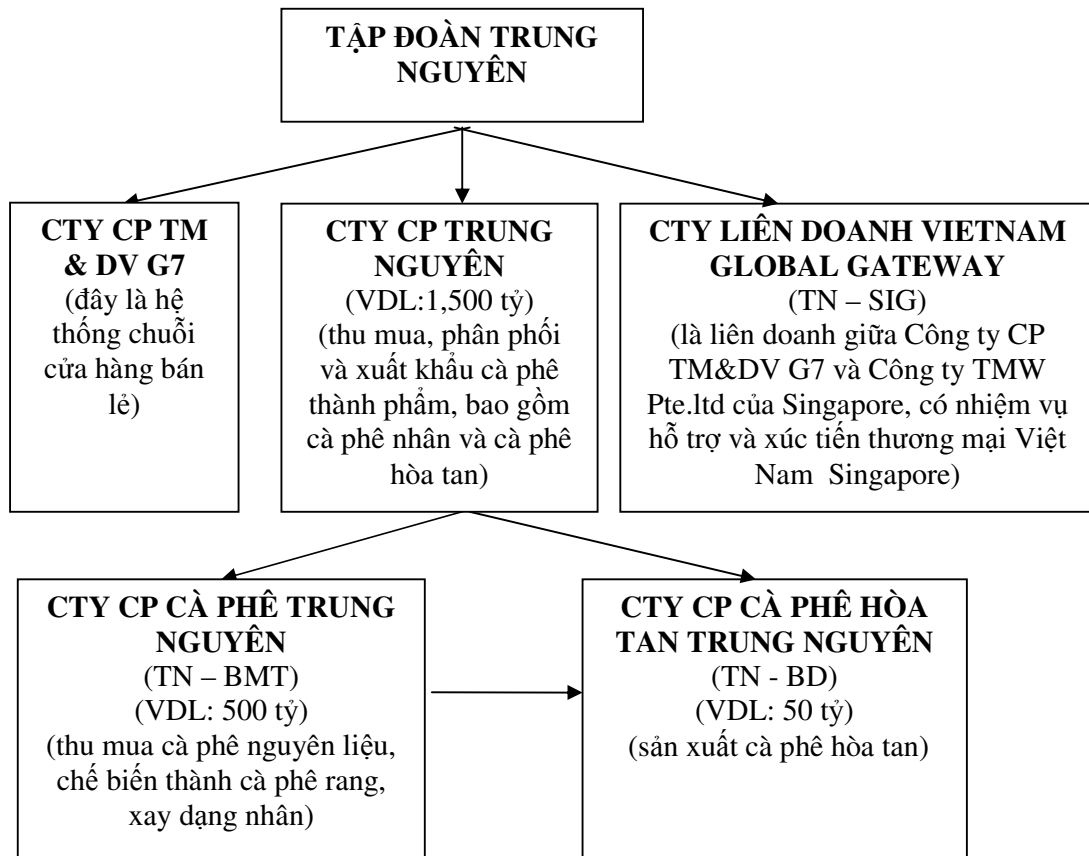 TẬP ĐOÀN TRUNG
NGUYÊN
CTY CP TM
& DV G7
(đây là hệ
thống chuỗi
cửa hàng bán
lẻ)
CTY CP TRUNG
NGUYÊN
(VDL:1,500 tỷ)
(thu mua, phân phối
và xuất khẩu cà phê
thành phẩm, bao gồm
cà phê nhân và cà phê
hòa tan)
CTY LIÊN DOANH VIETNAM
GLOBAL GATEWAY
(TN – SIG)
(là liên doanh giữa Công ty CP
TM&DV G7 và Công ty TMW
Pte.ltd của Singapore, có nhiệm vụ
hỗ trợ và xúc tiến thương mại Việt
Nam  Singapore)
CTY CP CÀ PHÊ TRUNG
NGUYÊN
(TN – BMT)
(VDL: 500 tỷ)
(thu mua cà phê nguyên liệu,
chế biến thành cà phê rang,
xay dạng nhân)
CTY CP CÀ PHÊ HÒA
TAN TRUNG NGUYÊN
(TN - BD)
(VDL: 50 tỷ)
(sản xuất cà phê hòa tan)